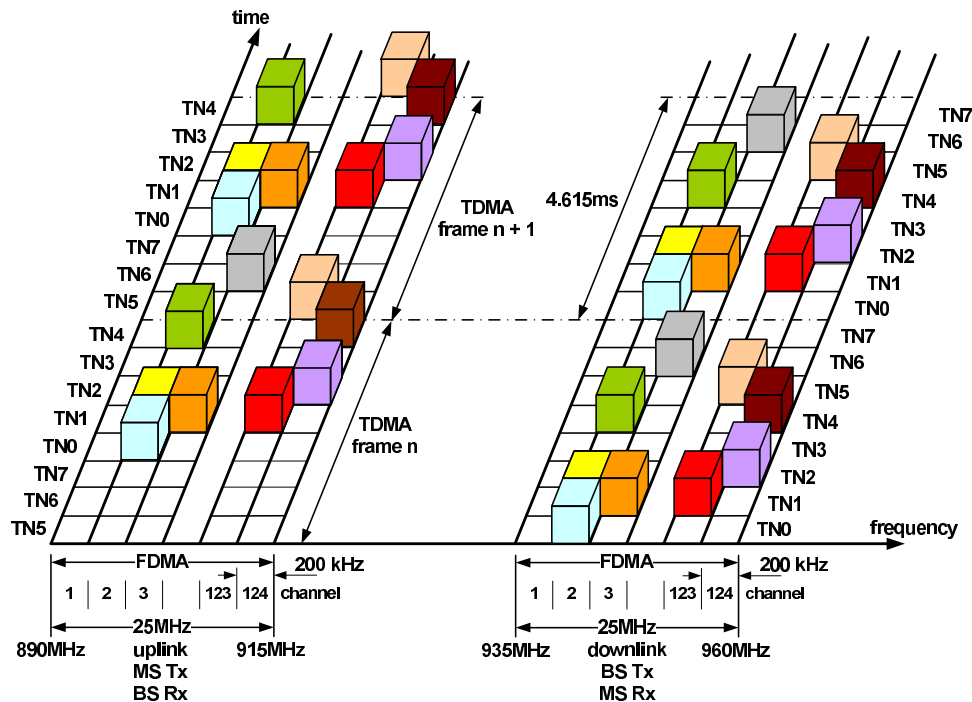 time
TN4
TN3
TN2
TN1
TN0
TN7
TN6
TN5
TN4
TN3
TN2
TN1
TN0
TN7
TN6
TN5
TDMA
frame n + 1
TDMA
frame n
4.615ms
TN7
TN6
TN5
TN4
TN3
TN2
TN1
TN0
TN7
TN6
TN5
TN4
TN3
TN2
TN1
TN0
frequency
FDMA
200 kHz
1 2 3 123 124 channel
25MHz
890MHz uplink 915MHz
MS Tx
BS Rx
FDMA
200 kHz
1 2 3 123 124 channel
25MHz
935MHz downlink 960MHz
BS Tx
MS Rx